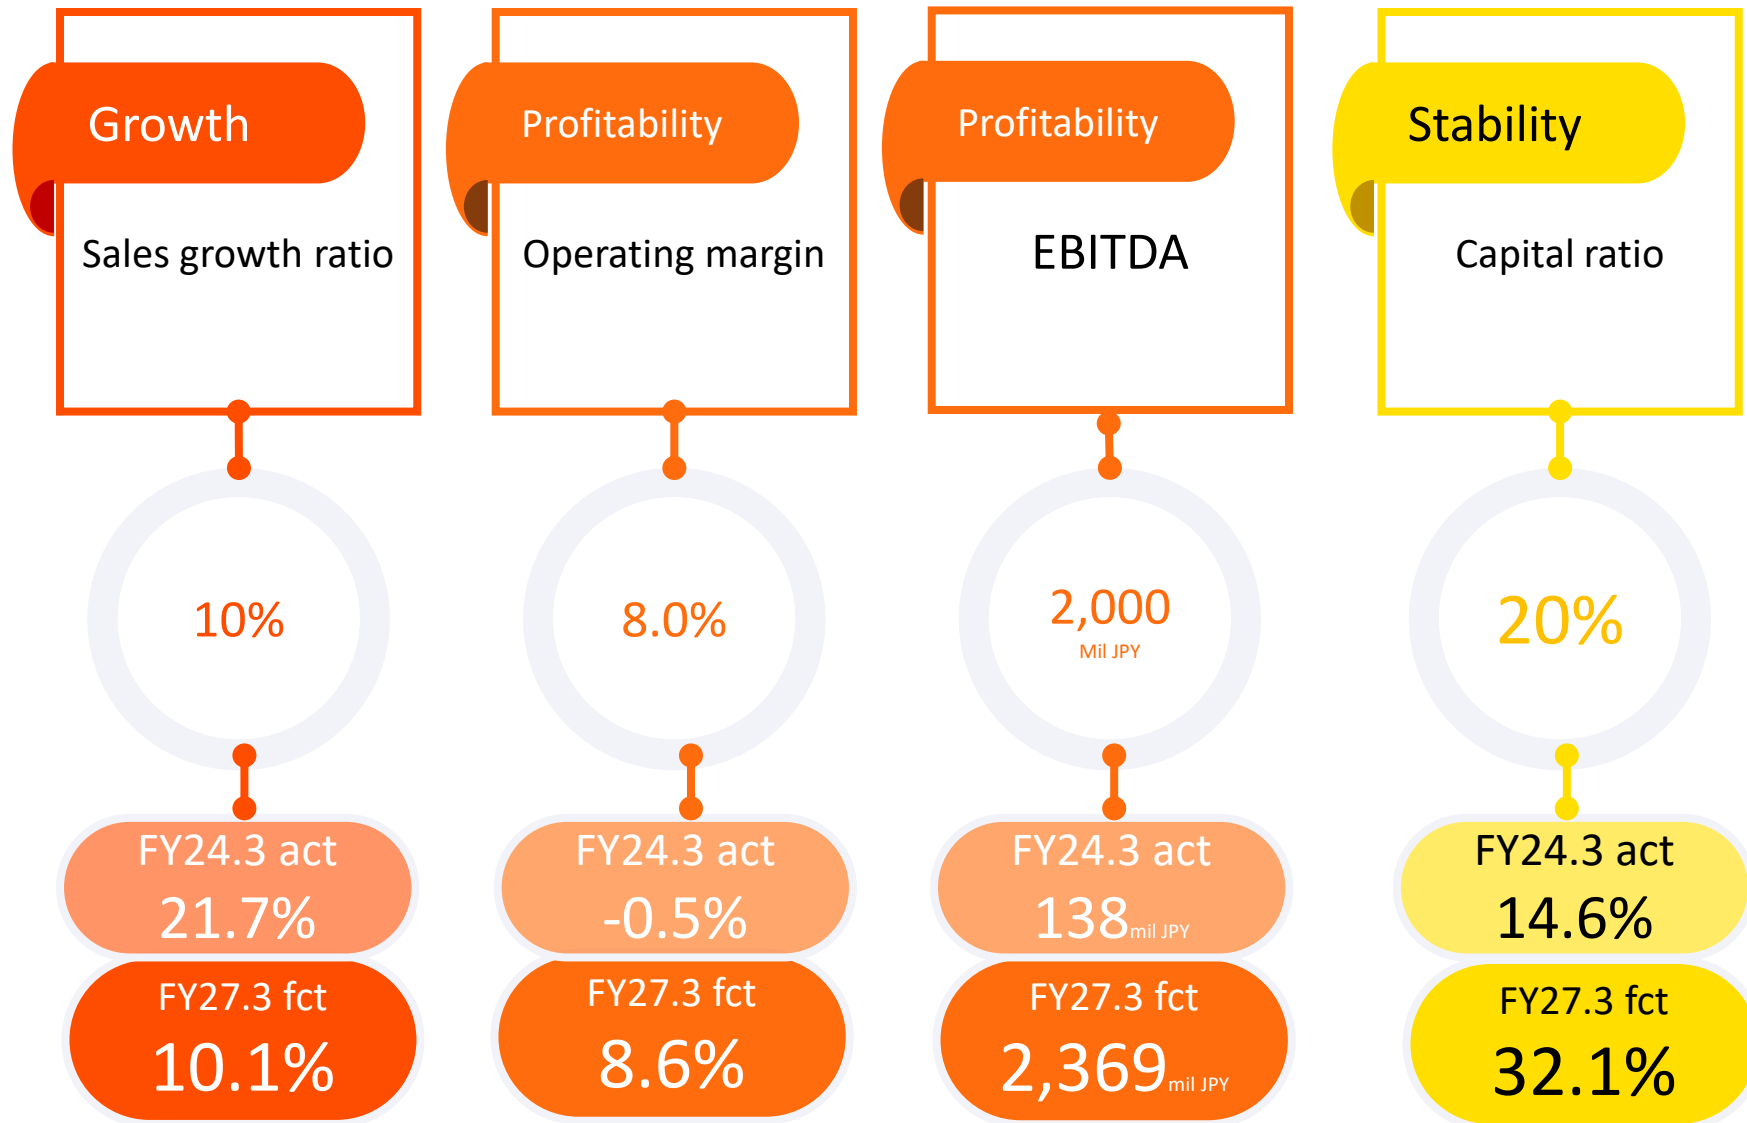 Growth
Sales growth ratio
10%
FY24.3 act
21.7%
FY27.3 fct
10.1%
Profitability
Operating margin
8.0%
FY24.3 act
-0.5%
FY27.3 fct
8.6%
Profitability
EBITDA
2,000
Mil JPY
FY24.3 act
138mil JPY
FY27.3 fct
2,369mil JPY
Stability
Capital ratio
20%
FY24.3 act
14.6%
FY27.3 fct
32.1%